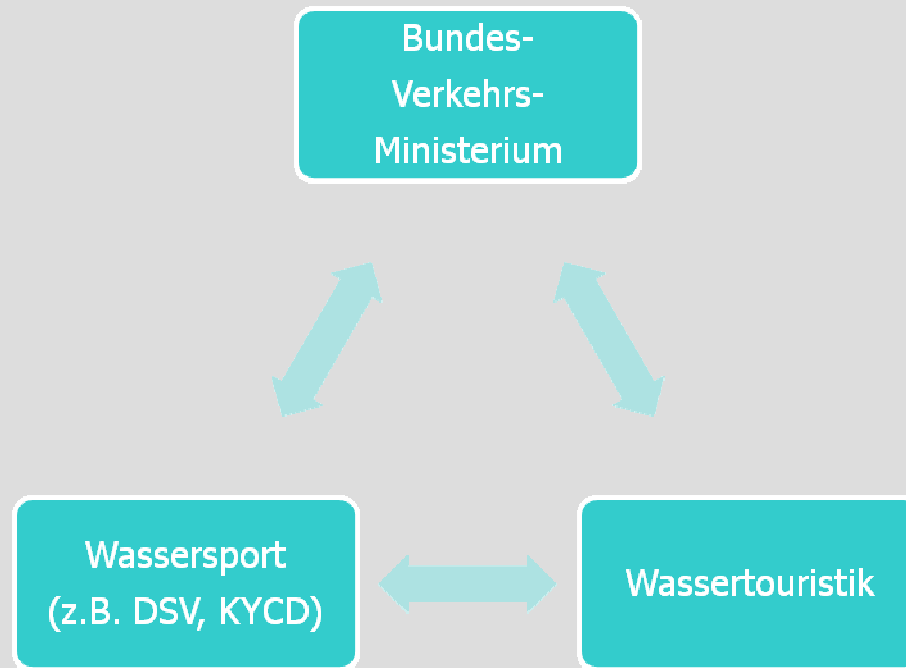 Bundes-
Verkehrs-
Ministerium
Wassersport
(z.B. DSV, KYCD)
Wassertouristik